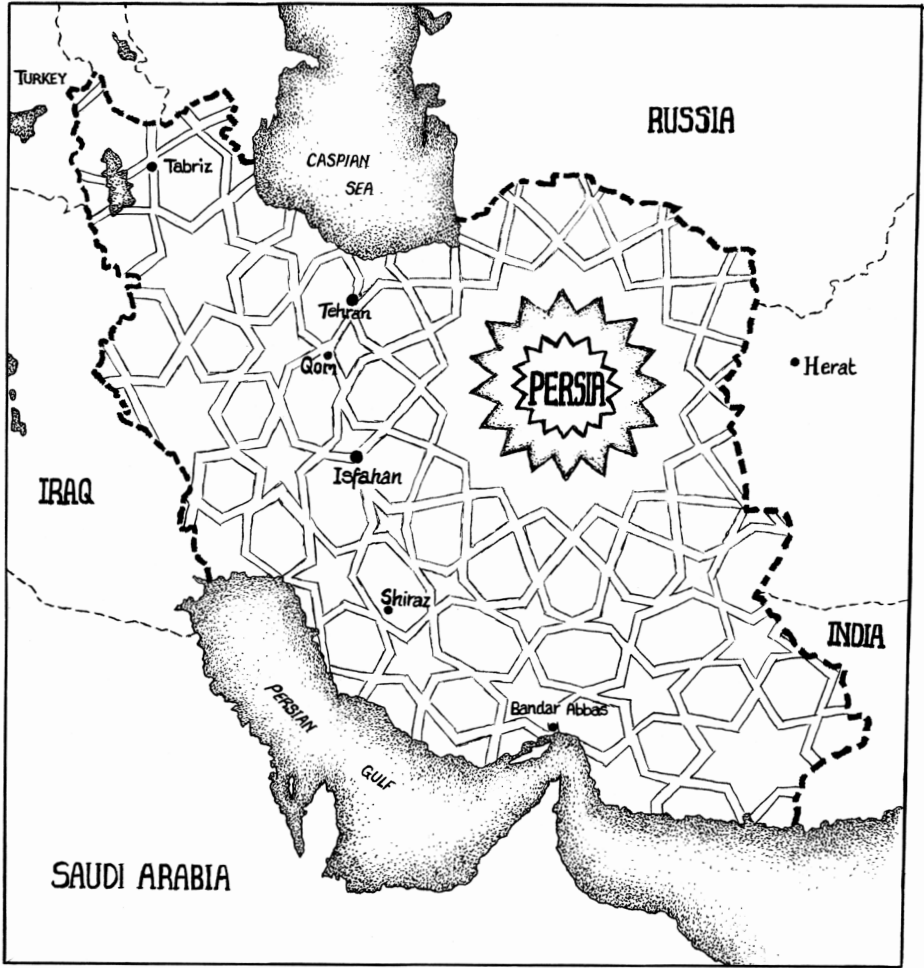 TURKEY
RUSSIA
CASPIAN
SEA
Tabriz
Tehran
Qom
PERSIA
Herat
Isfahan
IRAQ
Shiraz
INDIA
PERSIAN
GULF
Bandar Abbas
SAUDI ARABIA